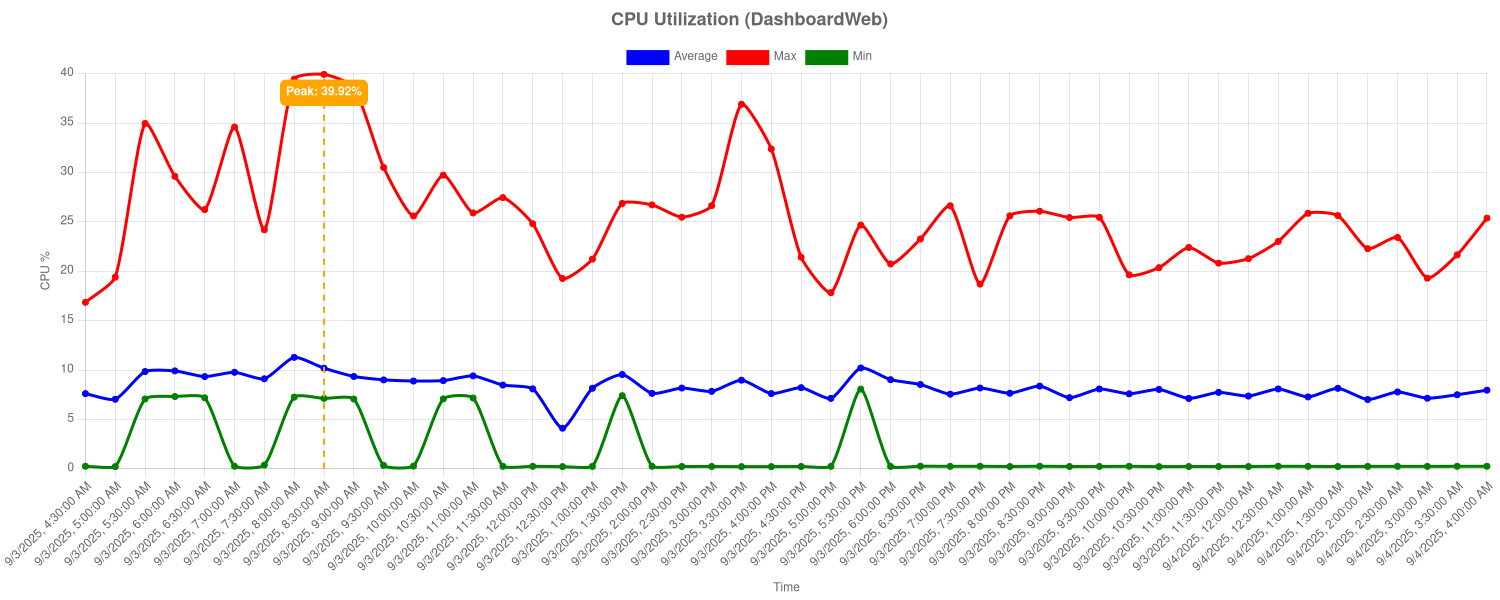 CPU Utilization (DashboardWeb)
Average Max Min
40
35
30
25
20
15
10
5
0
CPU %
Peak: 39.92%
9/3/2025, 4:30:00 AM
9/3/2025, 5:00:00 AM
9/3/2025, 5:30:00 AM
9/3/2025, 6:00:00 AM
9/3/2025, 6:30:00 AM
9/3/2025, 7:00:00 AM
9/3/2025, 7:30:00 AM
9/3/2025, 8:00:00 AM
9/3/2025, 8:30:00 AM
9/3/2025, 9:00:00 AM
9/3/2025, 9:30:00 AM
9/3/2025, 10:00:00 AM
9/3/2025, 10:30:00 AM
9/3/2025, 11:00:00 AM
9/3/2025, 11:30:00 AM
9/3/2025, 12:00:00 PM
9/3/2025, 12:30:00 PM
9/3/2025, 1:00:00 PM
9/3/2025, 1:30:00 PM
9/3/2025, 2:00:00 PM
9/3/2025, 2:30:00 PM
9/3/2025, 3:00:00 PM
9/3/2025, 3:30:00 PM
9/3/2025, 4:00:00 PM
9/3/2025, 4:30:00 PM
9/3/2025, 5:00:00 PM
9/3/2025, 5:30:00 PM
9/3/2025, 6:00:00 PM
9/3/2025, 6:30:00 PM
9/3/2025, 7:00:00 PM
9/3/2025, 7:30:00 PM
9/3/2025, 8:00:00 PM
9/3/2025, 8:30:00 PM
9/3/2025, 9:00:00 PM
9/3/2025, 9:30:00 PM
9/3/2025, 10:00:00 PM
9/3/2025, 10:30:00 PM
9/3/2025, 11:00:00 PM
9/3/2025, 11:30:00 PM
9/4/2025, 12:00:00 AM
9/4/2025, 12:30:00 AM
9/4/2025, 1:00:00 AM
9/4/2025, 1:30:00 AM
9/4/2025, 2:00:00 AM
9/4/2025, 2:30:00 AM
9/4/2025, 3:00:00 AM
9/4/2025, 3:30:00 AM
9/4/2025, 4:00:00 AM
Time